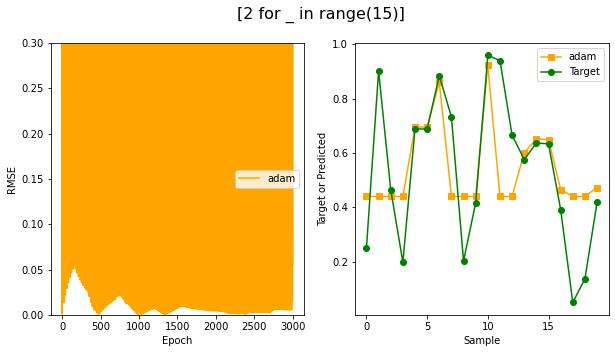 [2 for _ in range(15)]
0.30
0.25
0.20
0.15
0.10
0.05
0.00
RMSE
adam
0 500 1000 1500 2000 2500 3000
Epoch
1.0
0.8
0.6
0.4
0.2
Target or Predicted
adam
Target
0 5 10 15
Sample